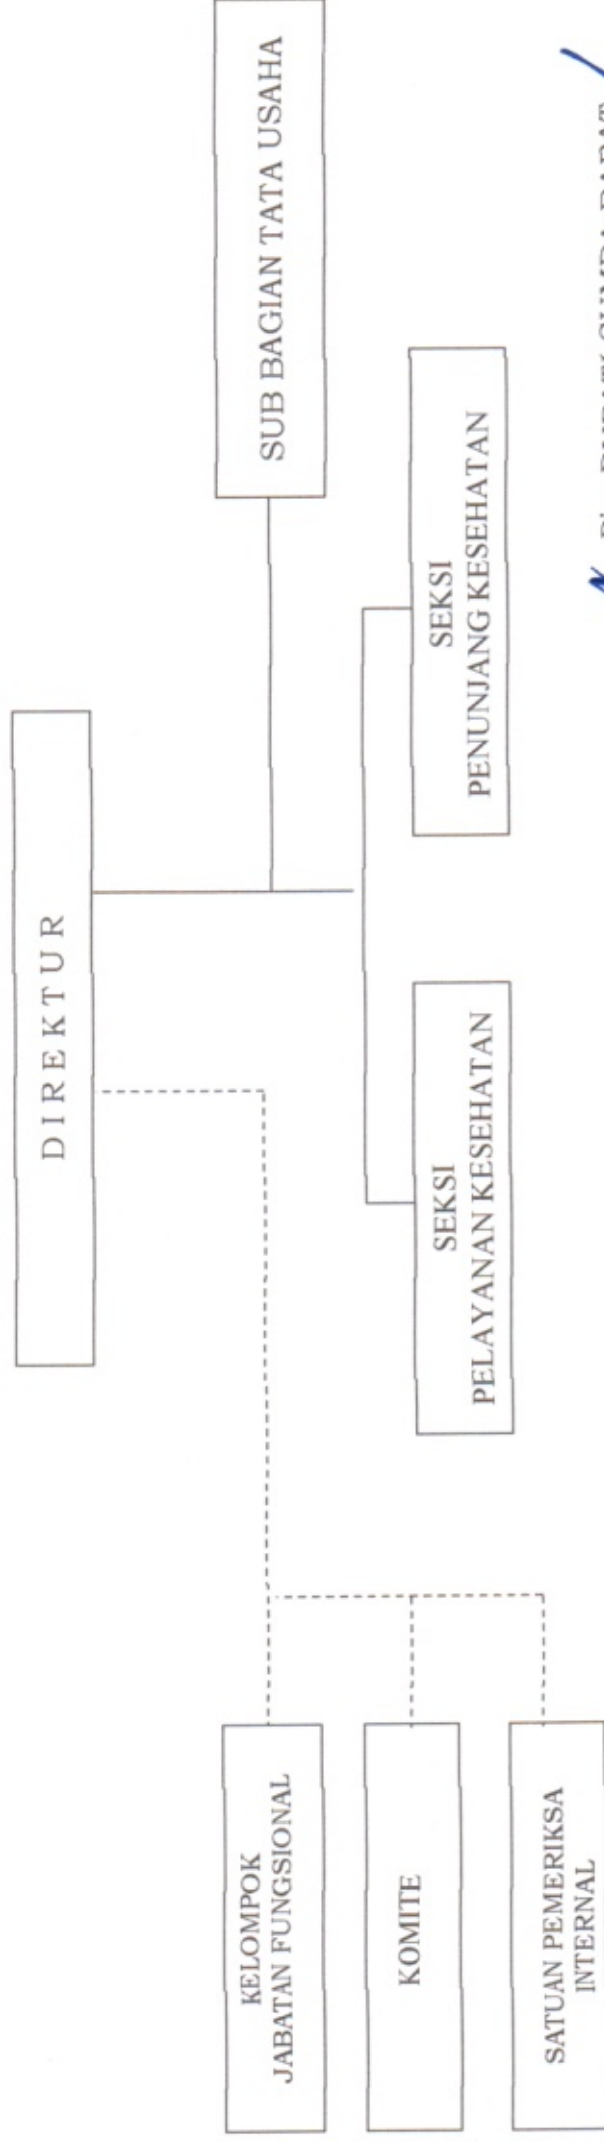 D I R E K T U R
SUB BAGIAN TATA USAHA
KELOMPOK
JABATAN FUNGSIONAL
KOMITE
SATUAN PEMERIKSA
INTERNAL
SEKSI
PELAYANAN KESEHATAN
SEKSI
PENUNJANG KESEHATAN